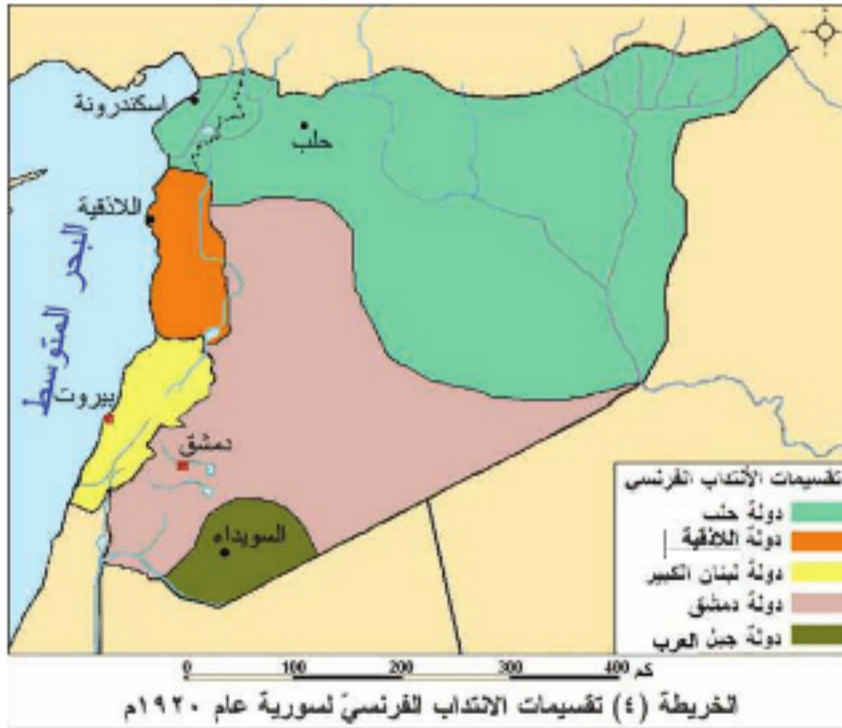 اسكندرونة
حلب
اللاذقية
البحر المتوسط
بيروت
دمشق
السويداء
تقسيمات الأنتداب الفرنسي
دولة حلب
دولة اللاذقية
دولة لبنان الكبير
دولة دمشق
دولة جبل العرب
0 100 200 300 400 كم
الخريطة (٤) تقسيمات الانتداب الفرنسيّ لسورية عام ١٩٢٠م